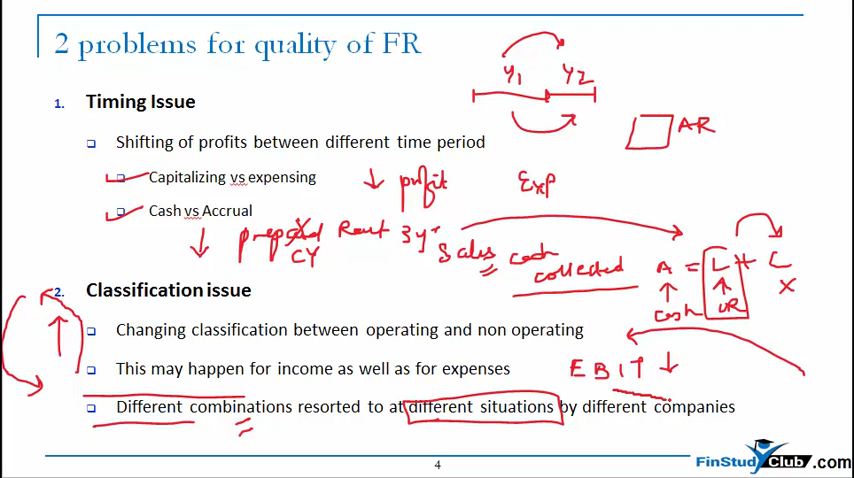 2 problems for quality of FR
Y1 Y2
1. Timing Issue
AR
Shifting of profits between different time period
Capitalizing vs expensing
↓ profit Exp
Cash vs Accrual
Rent 3yr
CY
Sales cash
collected
A = L + C
↑ ↑ X
Cash UR
2. Classification issue
Changing classification between operating and non operating
This may happen for income as well as for expenses
EBIT ↓
Different combinations resorted to at different situations by different companies
4
FinStudyClub.com